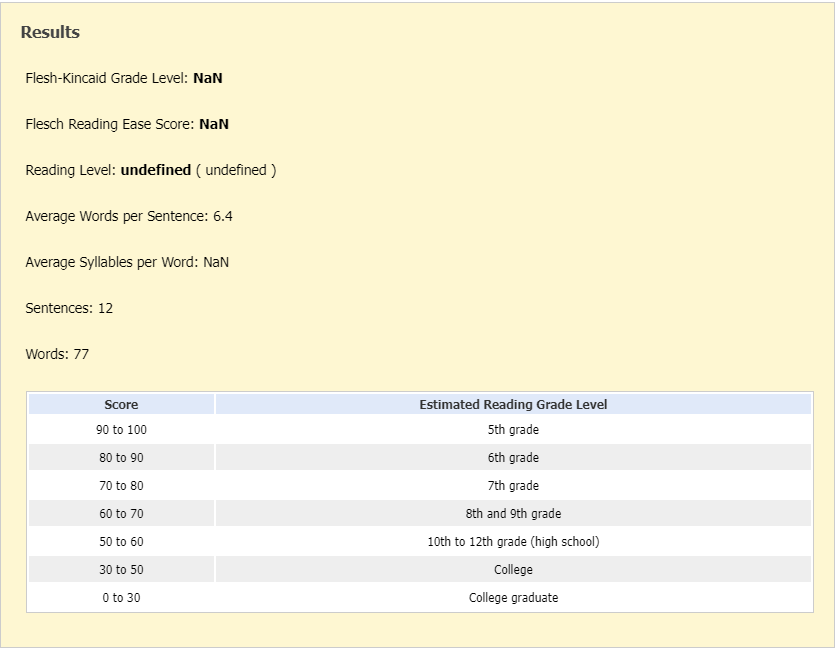 Results
Flesh-Kincaid Grade Level: NaN
Flesch Reading Ease Score: NaN
Reading Level: undefined ( undefined )
Average Words per Sentence: 6.4
Average Syllables per Word: NaN
Sentences: 12
Words: 77
Score Estimated Reading Grade Level
90 to 100 5th grade
80 to 90 6th grade
70 to 80 7th grade
60 to 70 8th and 9th grade
50 to 60 10th to 12th grade (high school)
30 to 50 College
0 to 30 College graduate